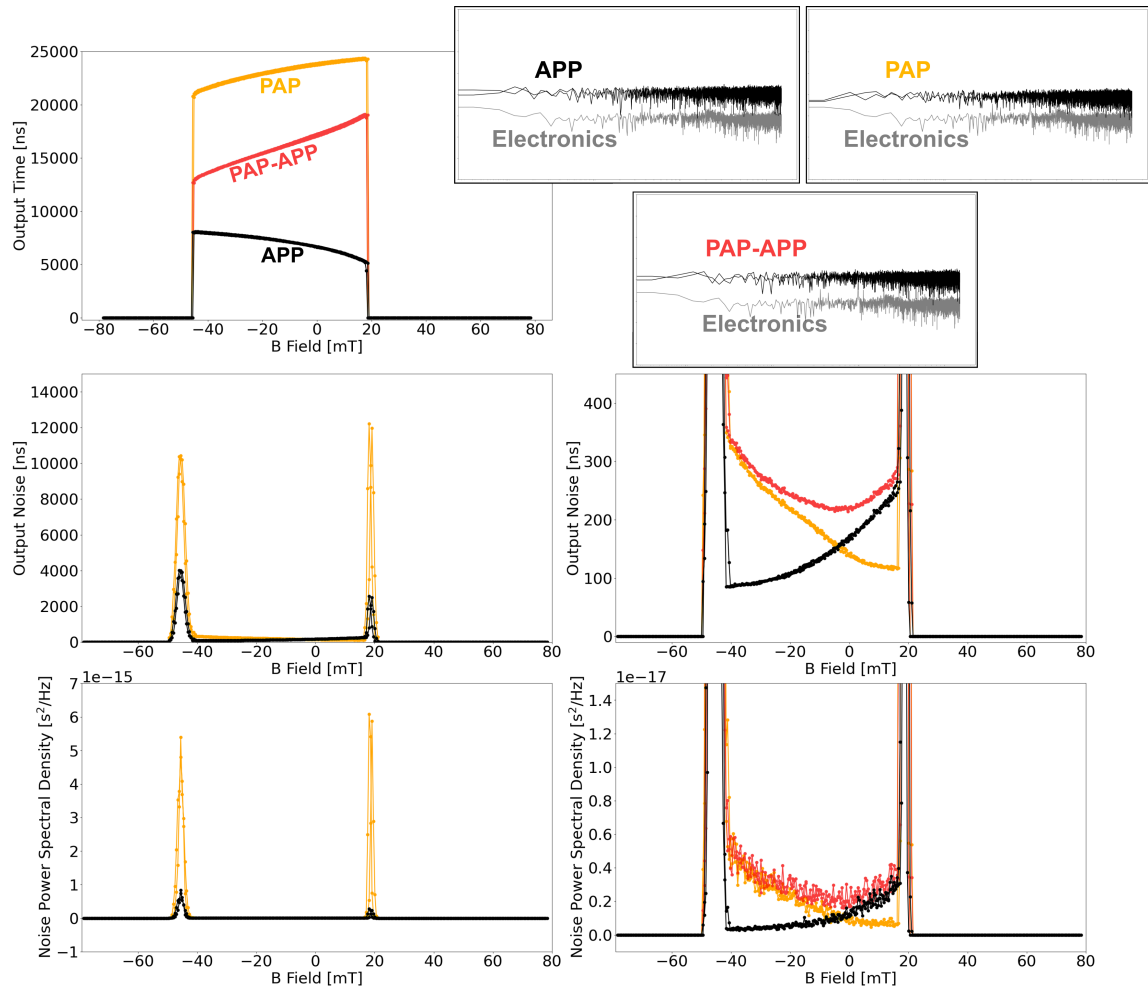 APP
Electronics
PAP
Electronics
PAP-APP
Electronics
Output Time [ns]
25000
20000
15000
10000
5000
0
PAP
PAP-APP
APP
−80 −60 −40 −20 0 20 40 60 80
B Field [mT]
Output Noise [ns]
14000
12000
10000
8000
6000
4000
2000
0
−60 −40 −20 0 20 40 60 80
B Field [mT]
Output Noise [ns]
400
300
200
100
0
−60 −40 −20 0 20 40 60 80
B Field [mT]
1e−15
Noise Power Spectral Density [s²/Hz]
7
6
5
4
3
2
1
0
−1
−60 −40 −20 0 20 40 60 80
B Field [mT]
1e−17
Noise Power Spectral Density [s²/Hz]
1.4
1.2
1.0
0.8
0.6
0.4
0.2
0.0
−60 −40 −20 0 20 40 60 80
B Field [mT]